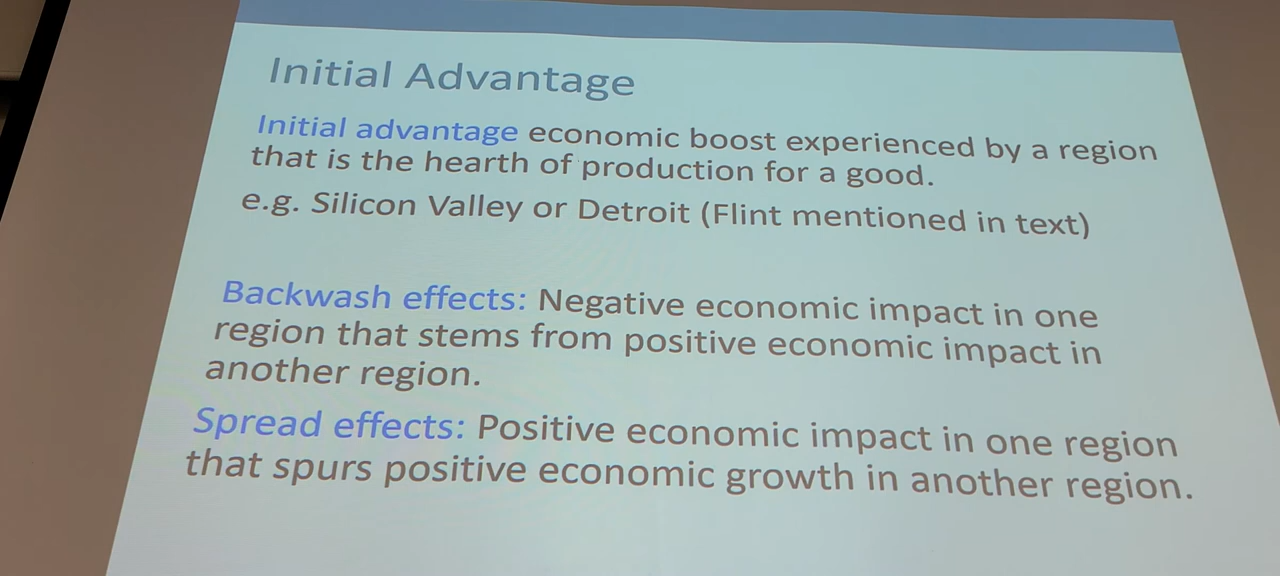 Initial Advantage
Initial advantage economic boost experienced by a region
that is the hearth of production for a good.
e.g. Silicon Valley or Detroit (Flint mentioned in text)
Backwash effects: Negative economic impact in one
region that stems from positive economic impact in
another region.
Spread effects: Positive economic impact in one region
that spurs positive economic growth in another region.